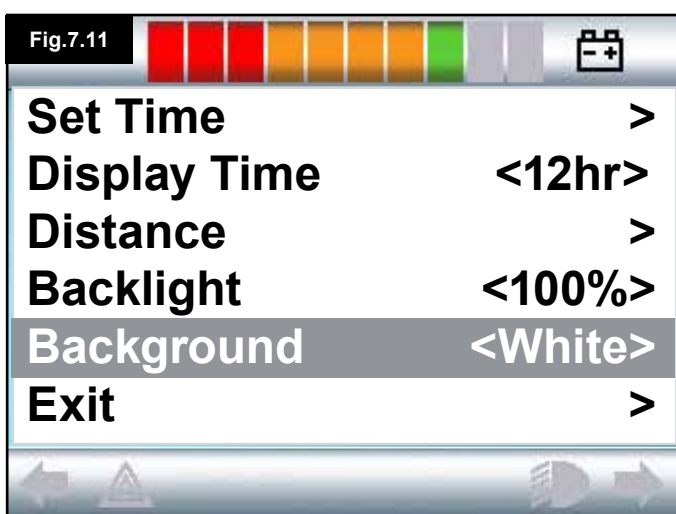 Fig.7.11
Set Time >
Display Time <12hr>
Distance >
Backlight <100%>
Background <White>
Exit >